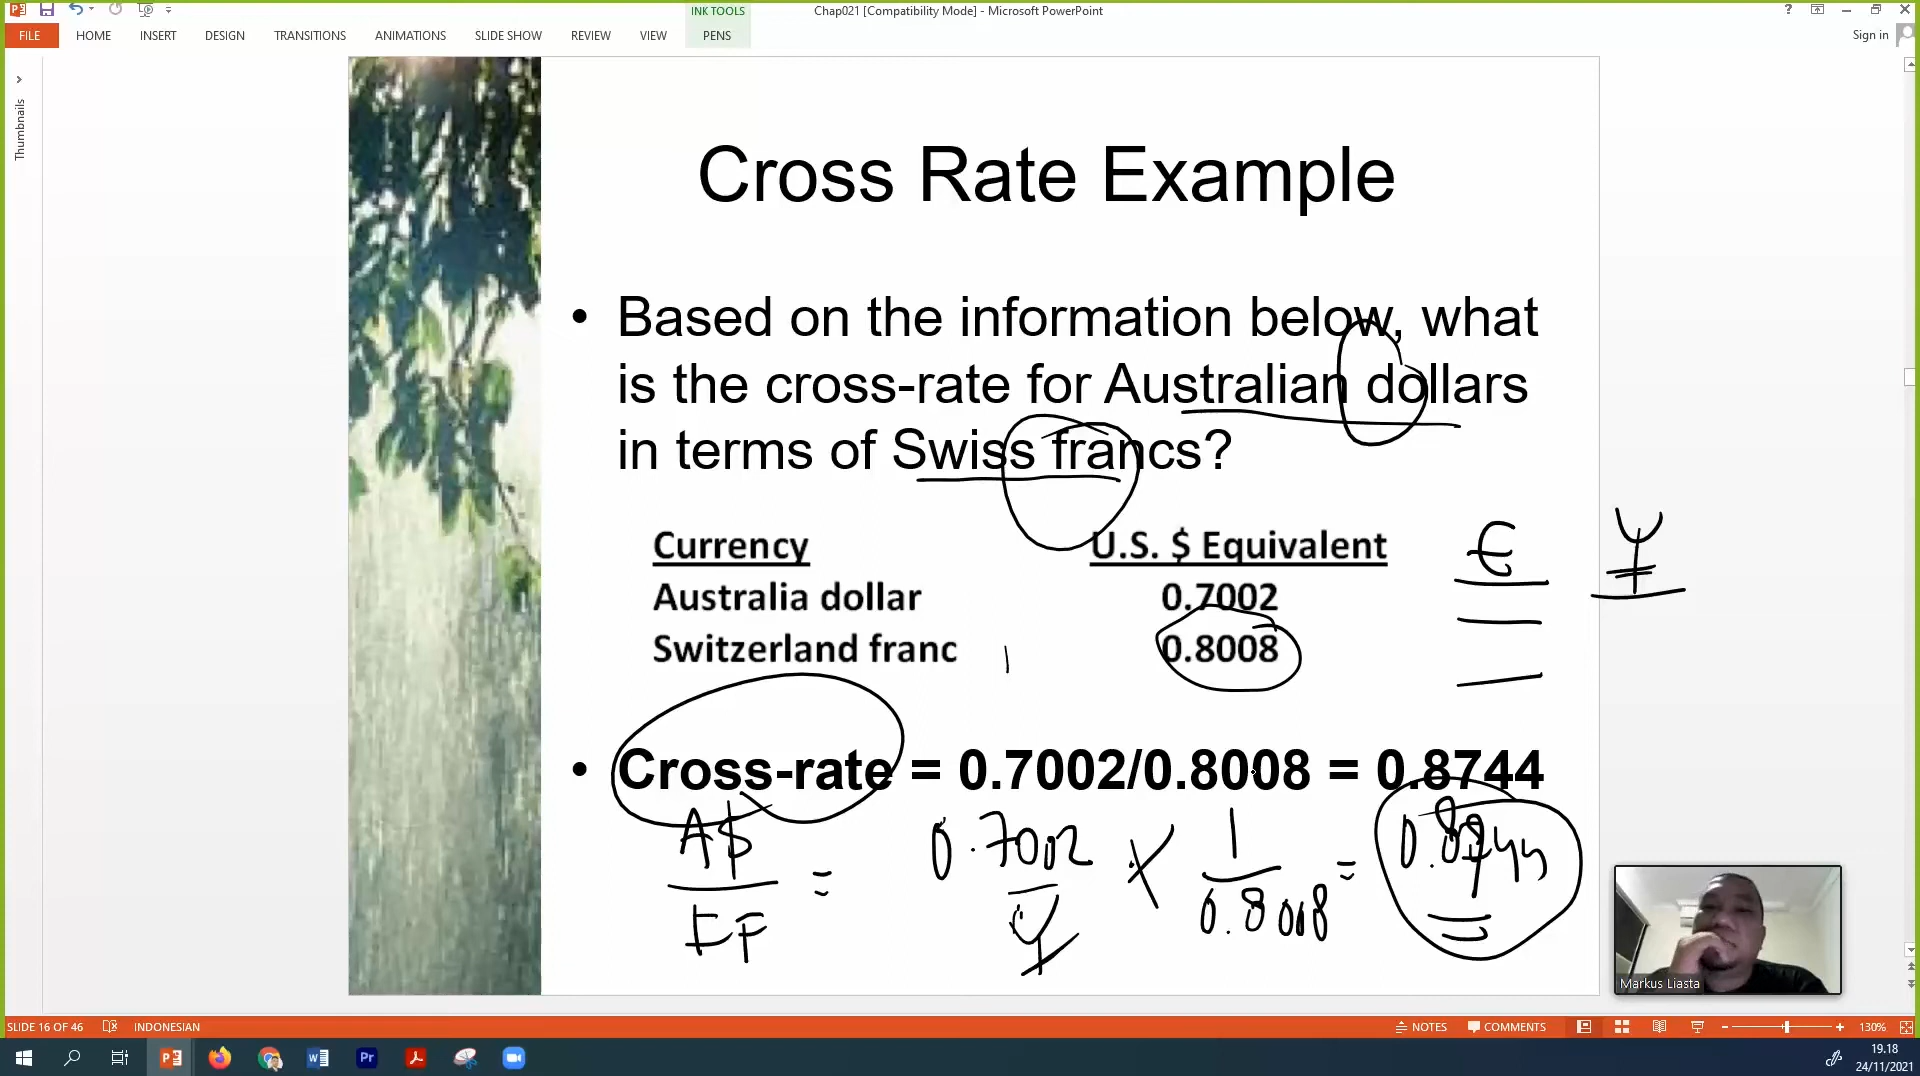 INK TOOLS
Chap021 [Compatibility Mode] - Microsoft PowerPoint
?
FILE HOME INSERT DESIGN TRANSITIONS ANIMATIONS SLIDE SHOW REVIEW VIEW PENS
Sign in
Thumbnails
Cross Rate Example
• Based on the information below, what
is the cross-rate for Australian dollars
in terms of Swiss francs?
Currency U.S. $ Equivalent € ¥
Australia dollar 0.7002
Switzerland franc 1 0.8008
• Cross-rate = 0.7002/0.8008 = 0.8744
A$ = 0.7002 × 1 = 0.8744
0.8008
Markus Liasta
SLIDE 16 OF 46 INDONESIAN NOTES COMMENTS 130%
19.18
24/11/2021